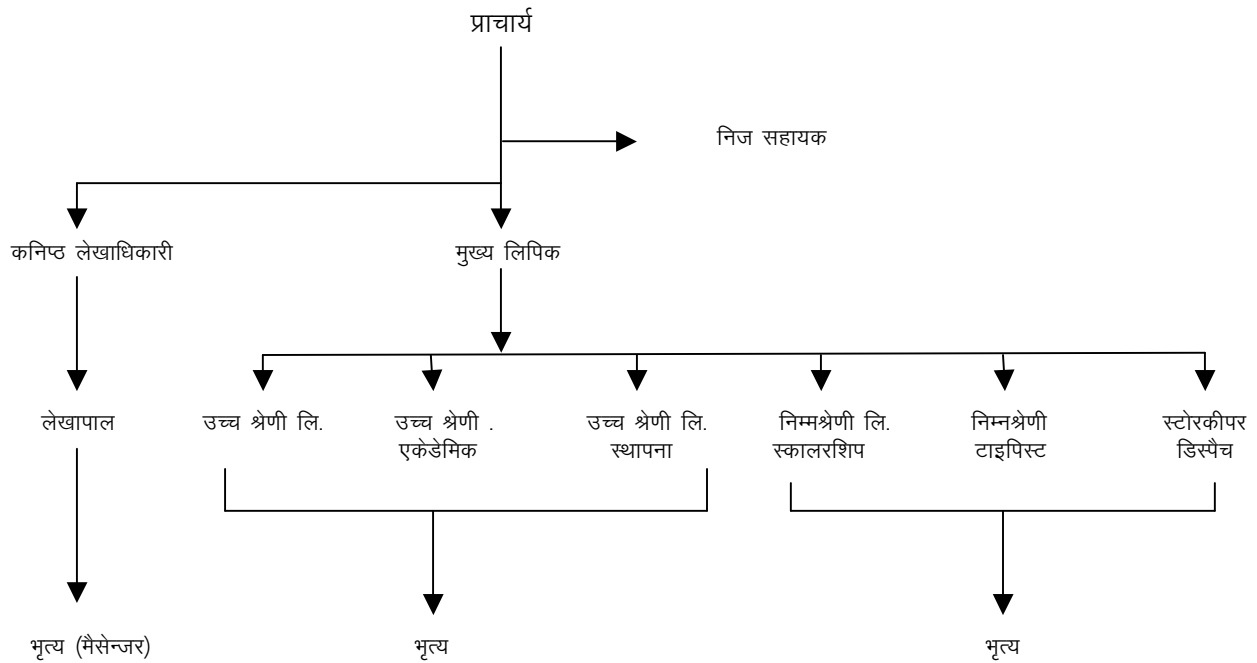 प्राचार्य
निज सहायक
कनिप्ठ लेखाधिकारी
मुख्य लिपिक
लेखापाल
उच्च श्रेणी लि.
उच्च श्रेणी .
एकेडेमिक
उच्च श्रेणी लि.
स्थापना
निम्मश्रेणी लि.
स्कालरशिप
निम्नश्रेणी
टाइपिस्ट
स्टोरकीपर
डिस्पैच
भृत्य (मैसेन्जर)
भृत्य
भृत्य